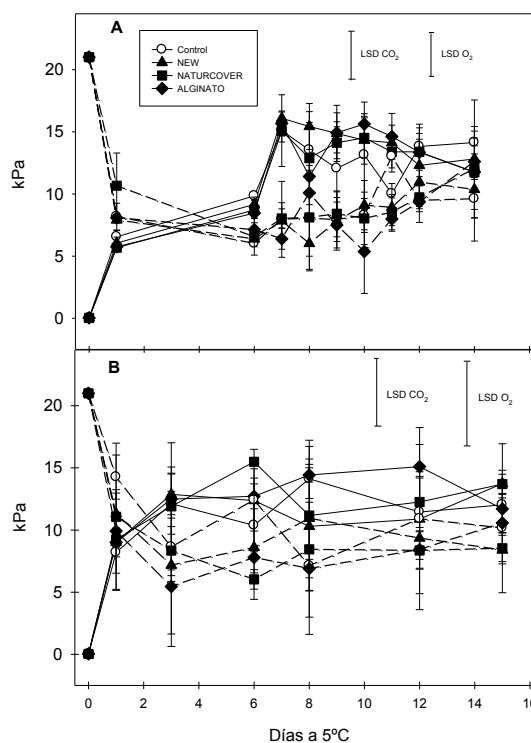 A
Control
NEW
NATURCOVER
ALGINATO
LSD CO2
LSD O2
kPa
20
15
10
5
0
B
LSD CO2
LSD O2
kPa
20
15
10
5
0
0 2 4 6 8 10 12 14 16
Días a 5ºC